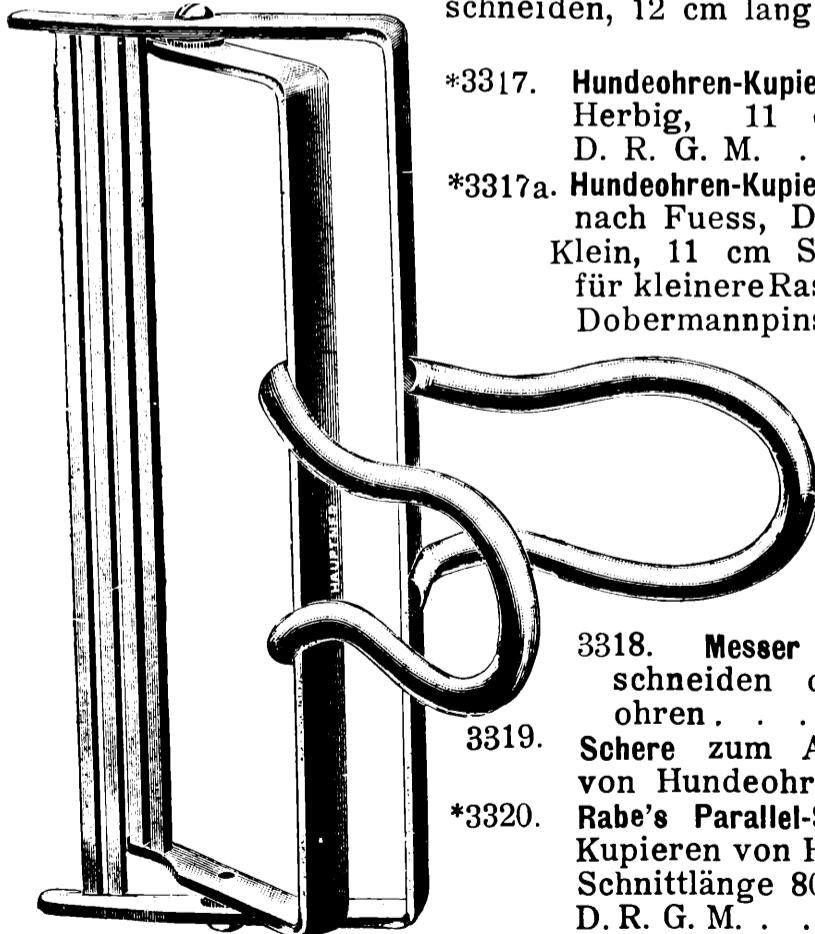 schneiden, 12 cm lang
*3317. Hundeohren-Kupie
Herbig, 11
D. R. G. M. .
*3317a. Hundeohren-Kupie
nach Fuess, D
Klein, 11 cm S
für kleinere Ras
Dobermannpins
HAUPTNER
3318. Messer
schneiden
ohren . . .
3319. Schere zum A
von Hundeohr
*3320. Rabe's Parallel-S
Kupieren von H
Schnittlänge 80
D. R. G. M. . .